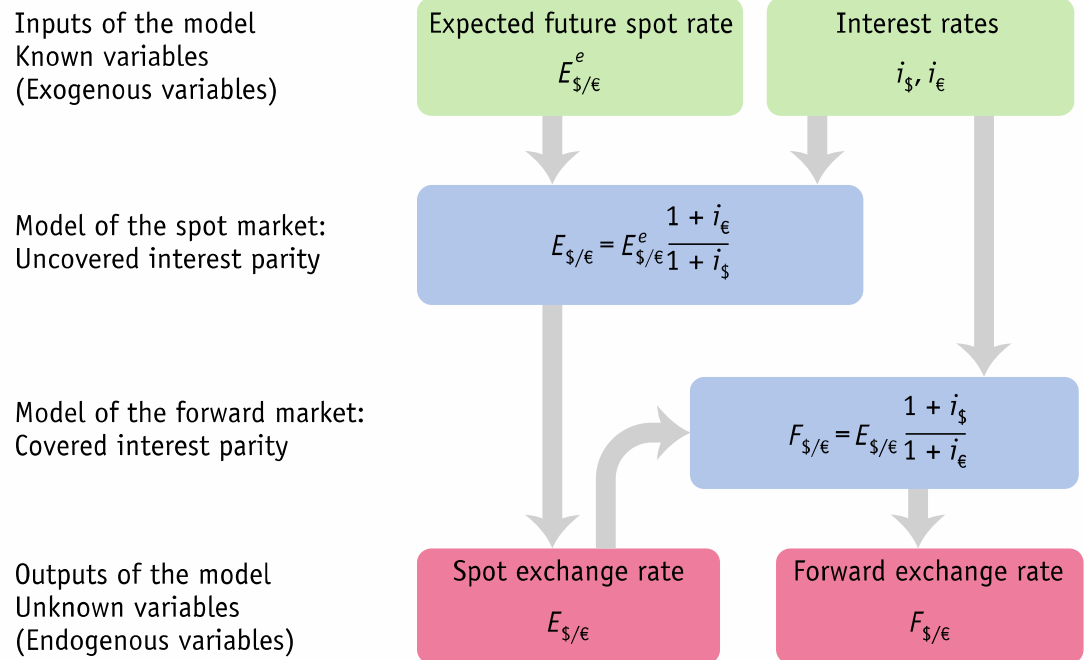 Inputs of the model
Known variables
(Exogenous variables)
Expected future spot rate
E^e_$/€
Interest rates
i_$, i_€
Model of the spot market:
Uncovered interest parity
E_$/€ = E^e_$/€ (1 + i_€)/(1 + i_$)
Model of the forward market:
Covered interest parity
F_$/€ = E_$/€ (1 + i_$)/(1 + i_€)
Outputs of the model
Unknown variables
(Endogenous variables)
Spot exchange rate
E_$/€
Forward exchange rate
F_$/€